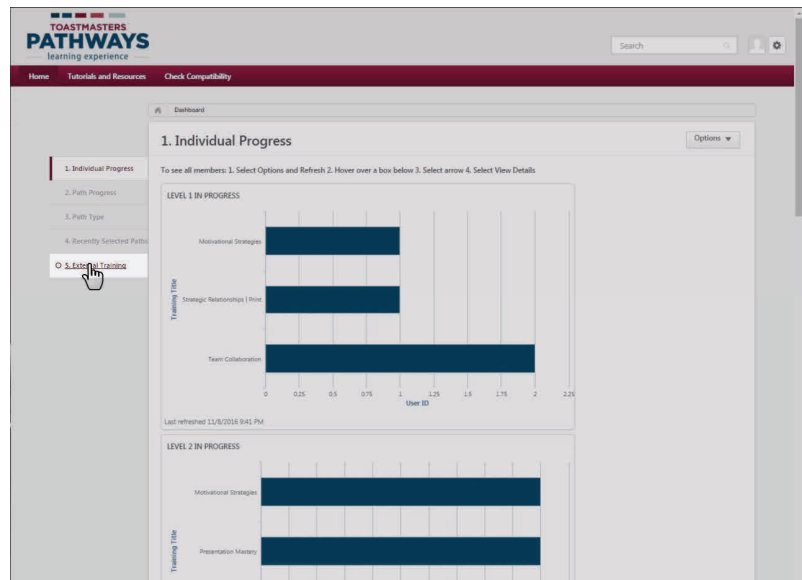 TOASTMASTERS
PATHWAYS
learning experience
Search
Home Tutorials and Resources Check Compatibility
Dashboard
1. Individual Progress
Options
1. Individual Progress
To see all members: 1. Select Options and Refresh 2. Hover over a box below 3. Select arrow 4. Select View Details
2. Path Progress
3. Path Type
4. Recently Selected Paths
5. External Training
LEVEL 1 IN PROGRESS
Training Title
Motivational Strategies
Strategic Relationships | Print
Team Collaboration
0 0.25 0.5 0.75 1 1.25 1.5 1.75 2 2.25
User ID
Last refreshed 11/8/2016 9:41 PM
LEVEL 2 IN PROGRESS
Training Title
Motivational Strategies
Presentation Mastery